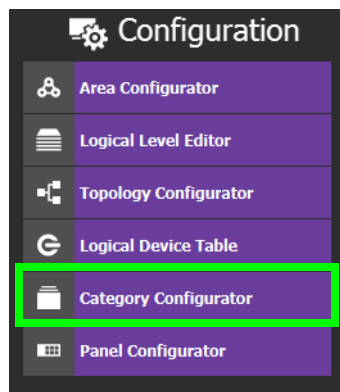 Configuration
Area Configurator
Logical Level Editor
Topology Configurator
Logical Device Table
Category Configurator
Panel Configurator